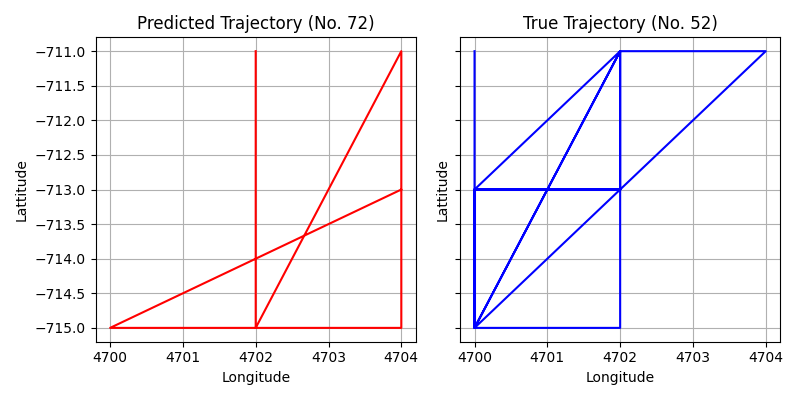 Predicted Trajectory (No. 72)
True Trajectory (No. 52)
−711.0
−711.5
−712.0
−712.5
−713.0
−713.5
−714.0
−714.5
−715.0
Lattitude
Lattitude
4700 4701 4702 4703 4704
4700 4701 4702 4703 4704
Longitude
Longitude